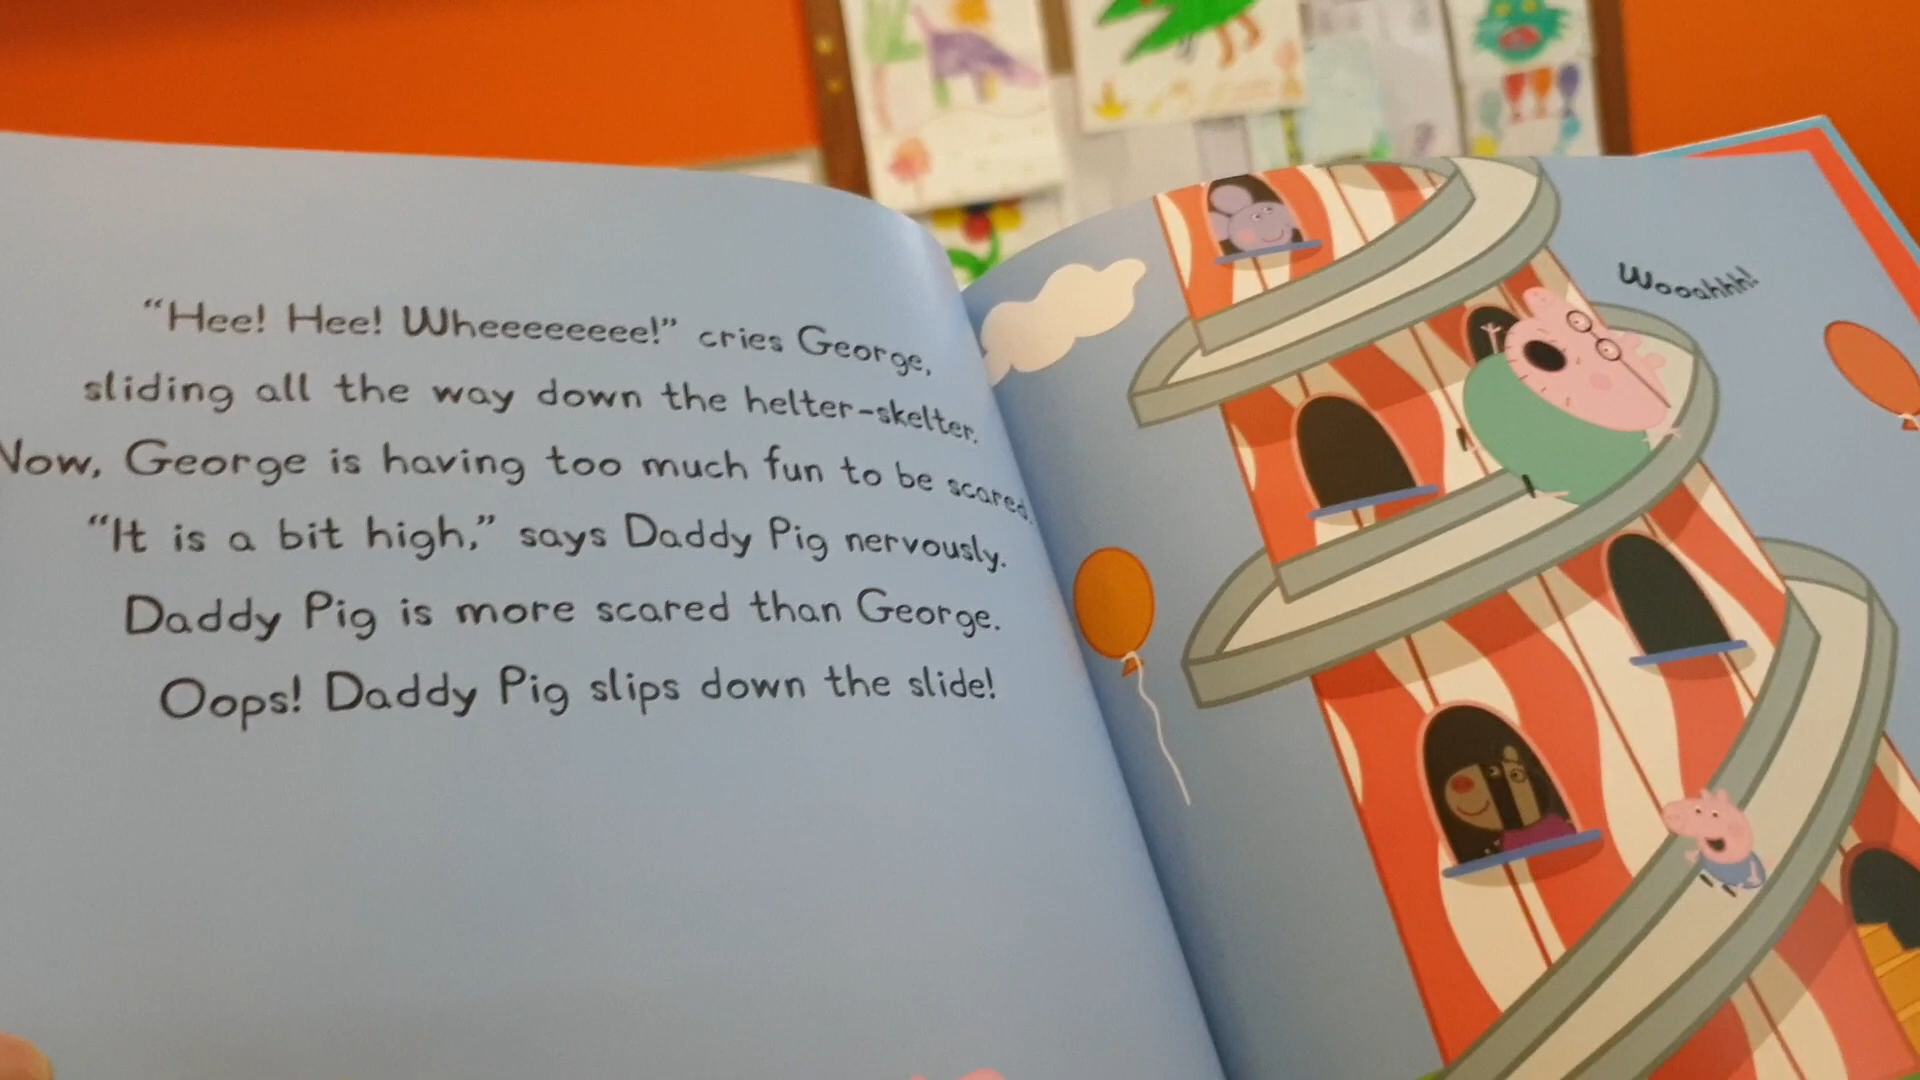 “Hee! Hee! Wheeeeeeee!” cries George,
sliding all the way down the helter-skelter.
Now, George is having too much fun to be scared.
“It is a bit high,” says Daddy Pig nervously.
Daddy Pig is more scared than George.
Oops! Daddy Pig slips down the slide!
Wooahhh!